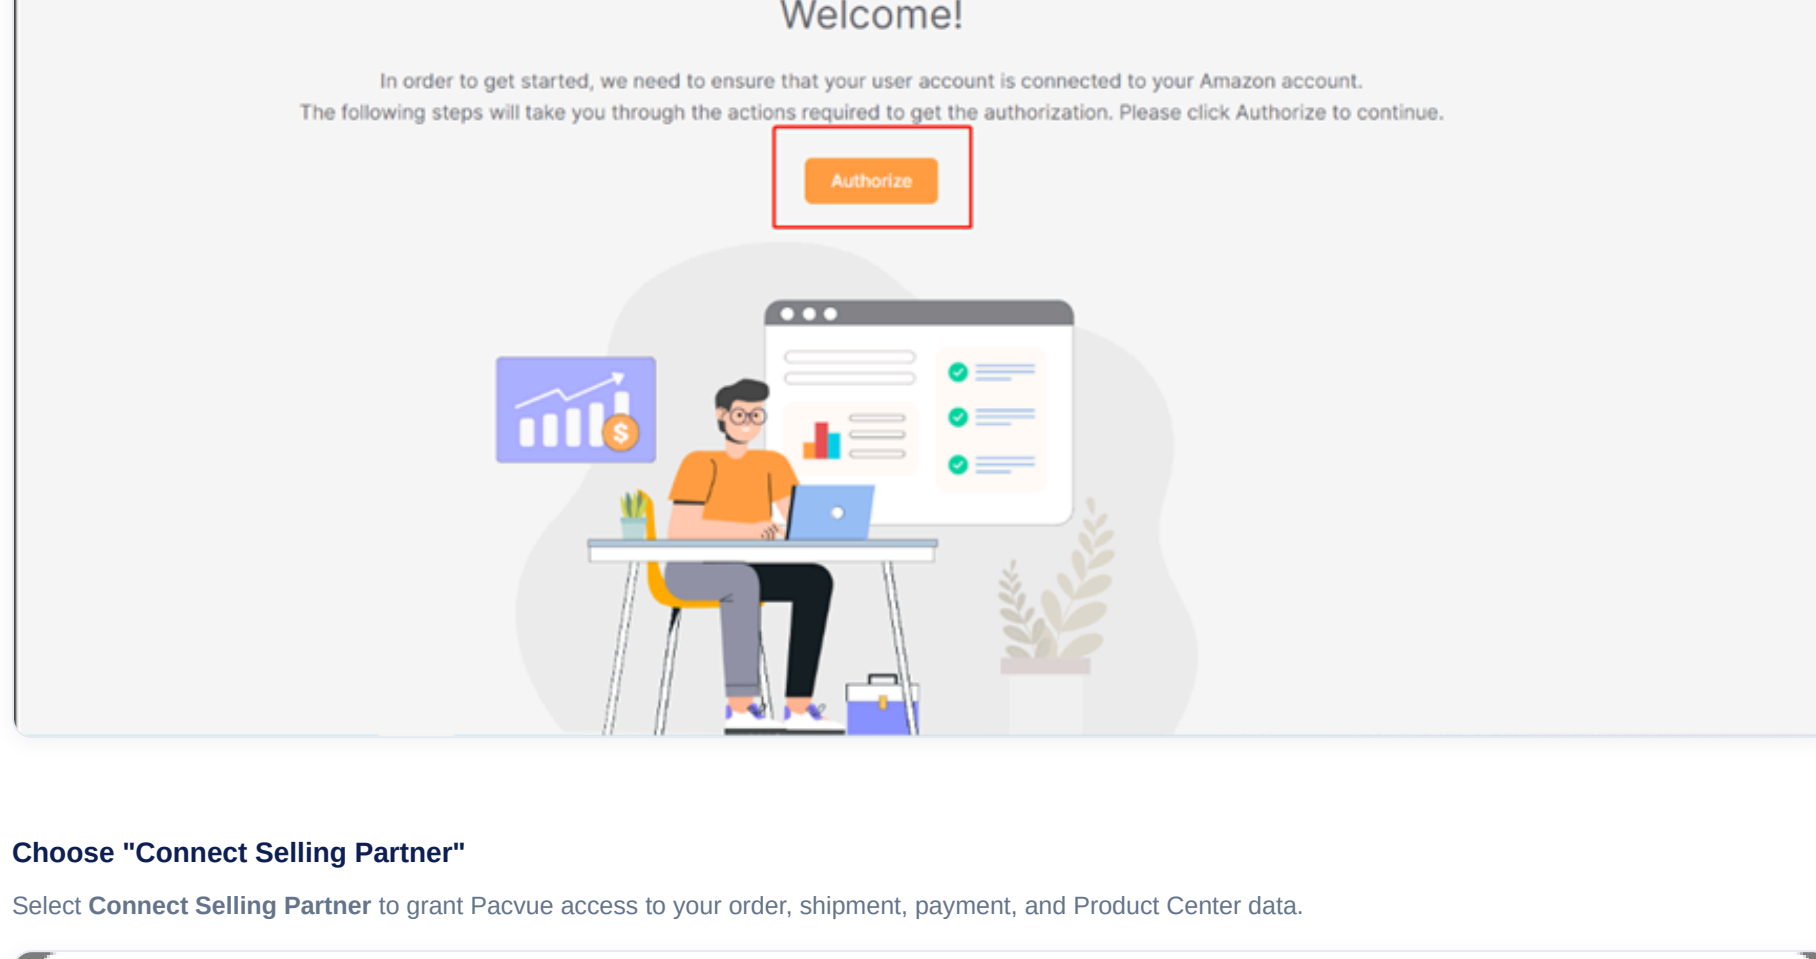 Welcome!
In order to get started, we need to ensure that your user account is connected to your Amazon account.
The following steps will take you through the actions required to get the authorization. Please click Authorize to continue.
Authorize
$
Choose "Connect Selling Partner"
Select Connect Selling Partner to grant Pacvue access to your order, shipment, payment, and Product Center data.